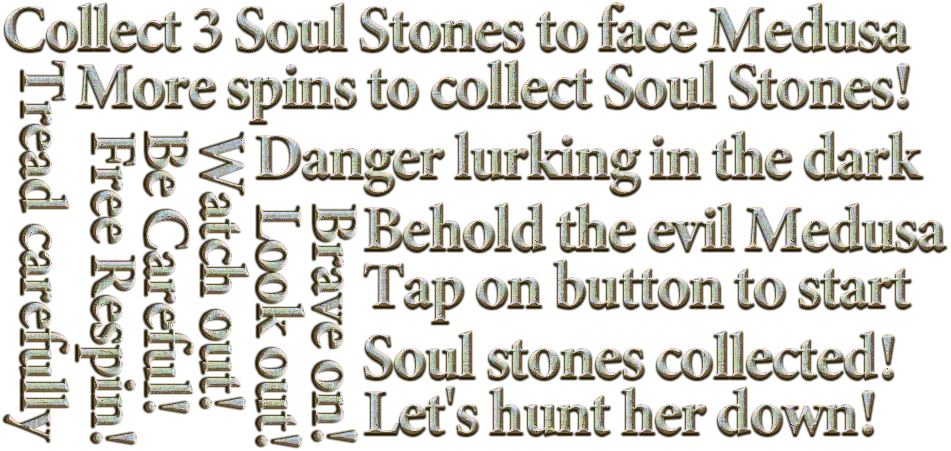 Collect 3 Soul Stones to face Medusa
More spins to collect Soul Stones!
Danger lurking in the dark
Behold the evil Medusa
Tap on button to start
Soul stones collected!
Let's hunt her down!
Tread carefully
Free Respin!
Be Careful!
Watch out!
Look out!
Brave on!